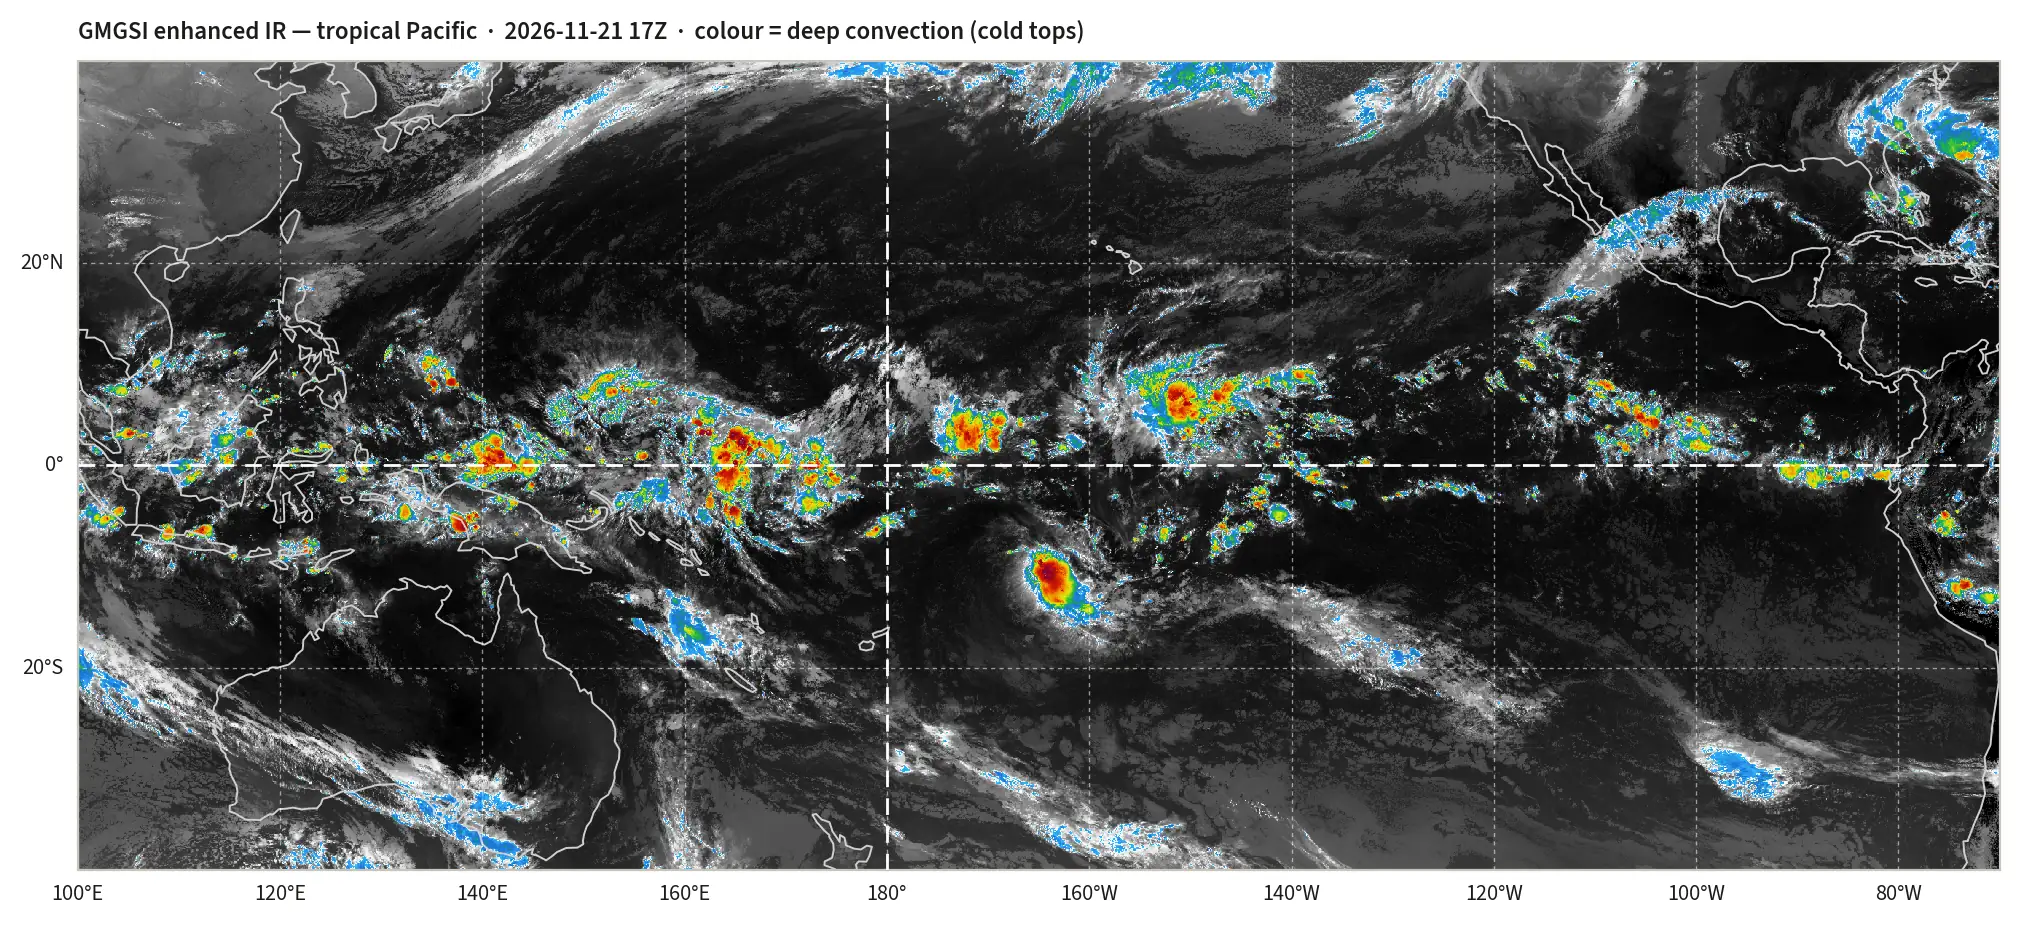 GMGSI enhanced IR — tropical Pacific · 2026-11-21 17Z · colour = deep convection (cold tops)
20°N
0°
20°S
100°E 120°E 140°E 160°E 180° 160°W 140°W 120°W 100°W 80°W